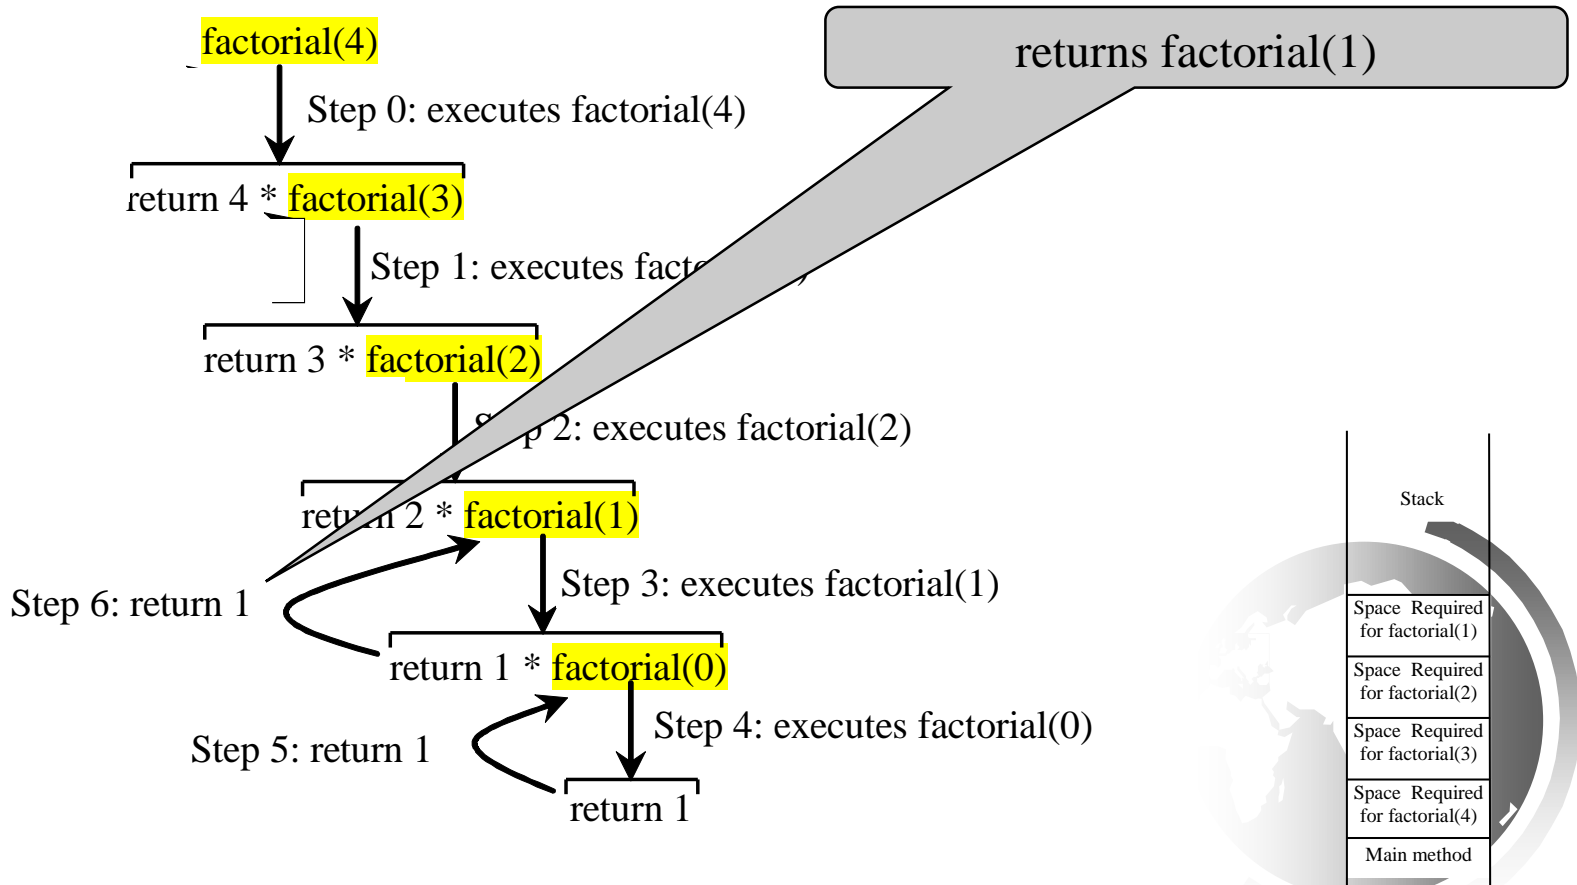 factorial(4)
returns factorial(1)
Step 0: executes factorial(4)
return 4 * factorial(3)
Step 1: executes
return 3 * factorial(2)
2: executes factorial(2)
return 2 * factorial(1)
Step 3: executes factorial(1)
Step 6: return 1
return 1 * factorial(0)
Step 4: executes factorial(0)
Step 5: return 1
return 1
Stack
Space Required
for factorial(1)
Space Required
for factorial(2)
Space Required
for factorial(3)
Space Required
for factorial(4)
Main method